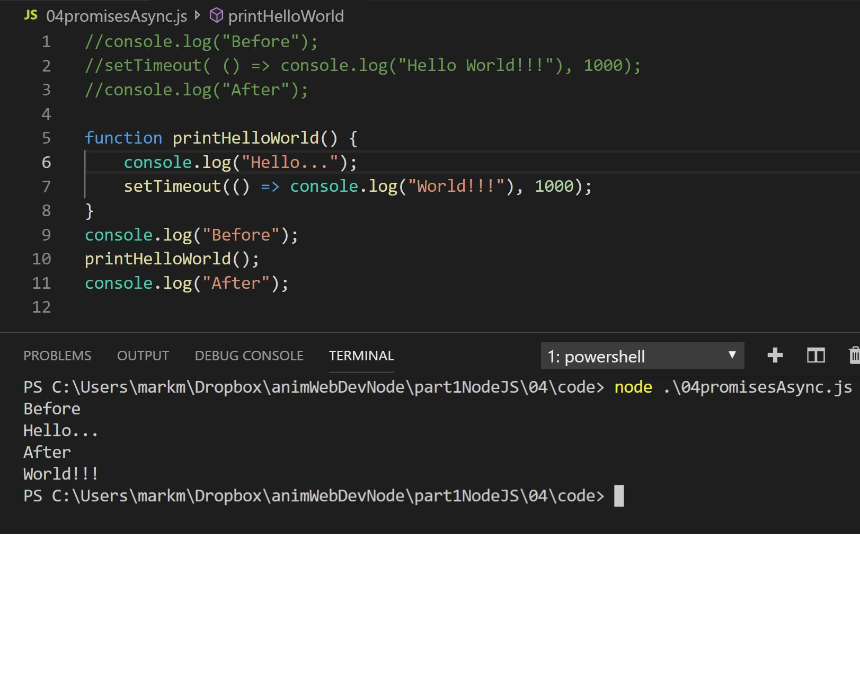 JS 04promisesAsync.js printHelloWorld
1 //console.log("Before");
2 //setTimeout( () => console.log("Hello World!!!"), 1000);
3 //console.log("After");
4
5 function printHelloWorld() {
6     console.log("Hello...");
7     setTimeout(() => console.log("World!!!"), 1000);
8 }
9 console.log("Before");
10 printHelloWorld();
11 console.log("After");
12
PROBLEMS OUTPUT DEBUG CONSOLE TERMINAL 1: powershell
PS C:\Users\markm\Dropbox\animWebDevNode\part1NodeJS\04\code> node .\04promisesAsync.js
Before
Hello...
After
World!!!
PS C:\Users\markm\Dropbox\animWebDevNode\part1NodeJS\04\code>